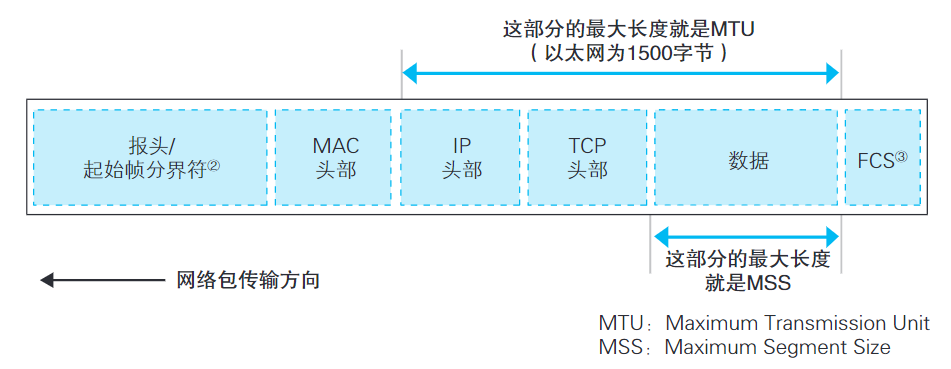 这部分的最大长度就是MTU
（以太网为1500字节）
报头/
起始帧分界符②
MAC
头部
IP
头部
TCP
头部
数据
FCS③
这部分的最大长度
就是MSS
网络包传输方向
MTU：Maximum Transmission Unit
MSS：Maximum Segment Size